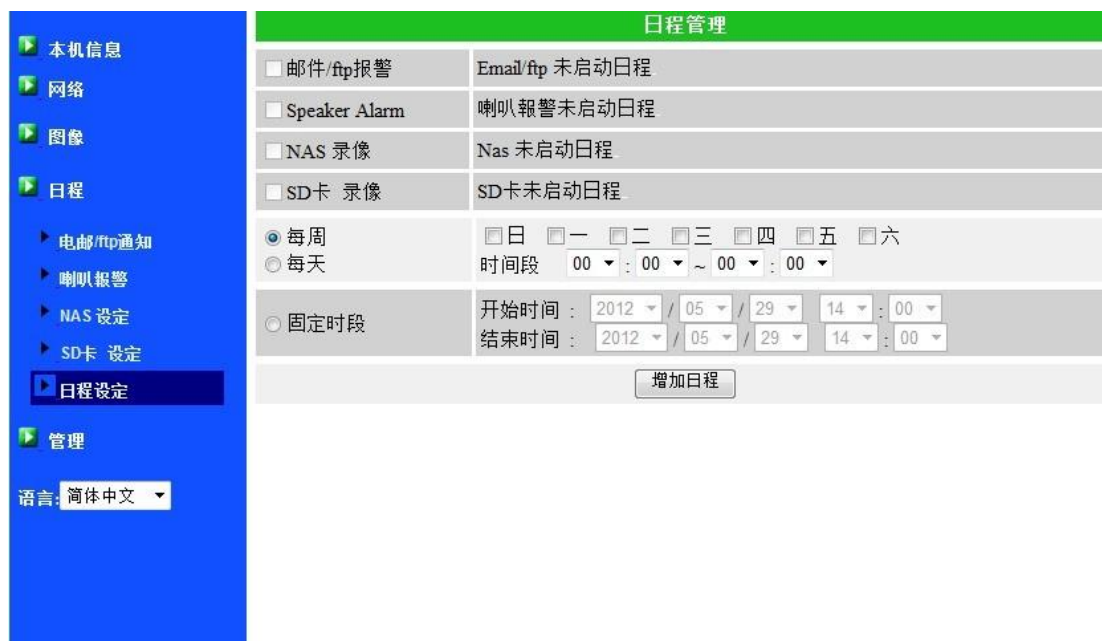 本机信息
网络
图像
日程
电邮/ftp通知
喇叭報警
NAS 设定
SD卡 设定
日程设定
管理
语言: 简体中文
日程管理
邮件/ftp报警 Email/ftp 未启动日程
Speaker Alarm 喇叭報警未启动日程
NAS 录像 Nas 未启动日程
SD卡 录像 SD卡未启动日程
每周 日 一 二 三 四 五 六
每天 时间段 00 : 00 ~ 00 : 00
固定时段
开始时间 : 2012 / 05 / 29 14 : 00
结束时间 : 2012 / 05 / 29 14 : 00
增加日程